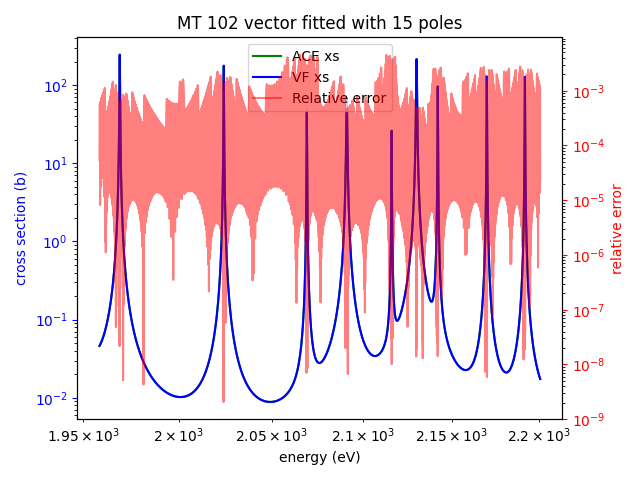 MT 102 vector fitted with 15 poles
ACE xs
VF xs
Relative error
10²
10¹
10⁰
10⁻¹
10⁻²
cross section (b)
10⁻³
10⁻⁴
10⁻⁵
10⁻⁶
10⁻⁷
10⁻⁸
10⁻⁹
relative error
1.95 × 10³ 2 × 10³ 2.05 × 10³ 2.1 × 10³ 2.15 × 10³ 2.2 × 10³
energy (eV)